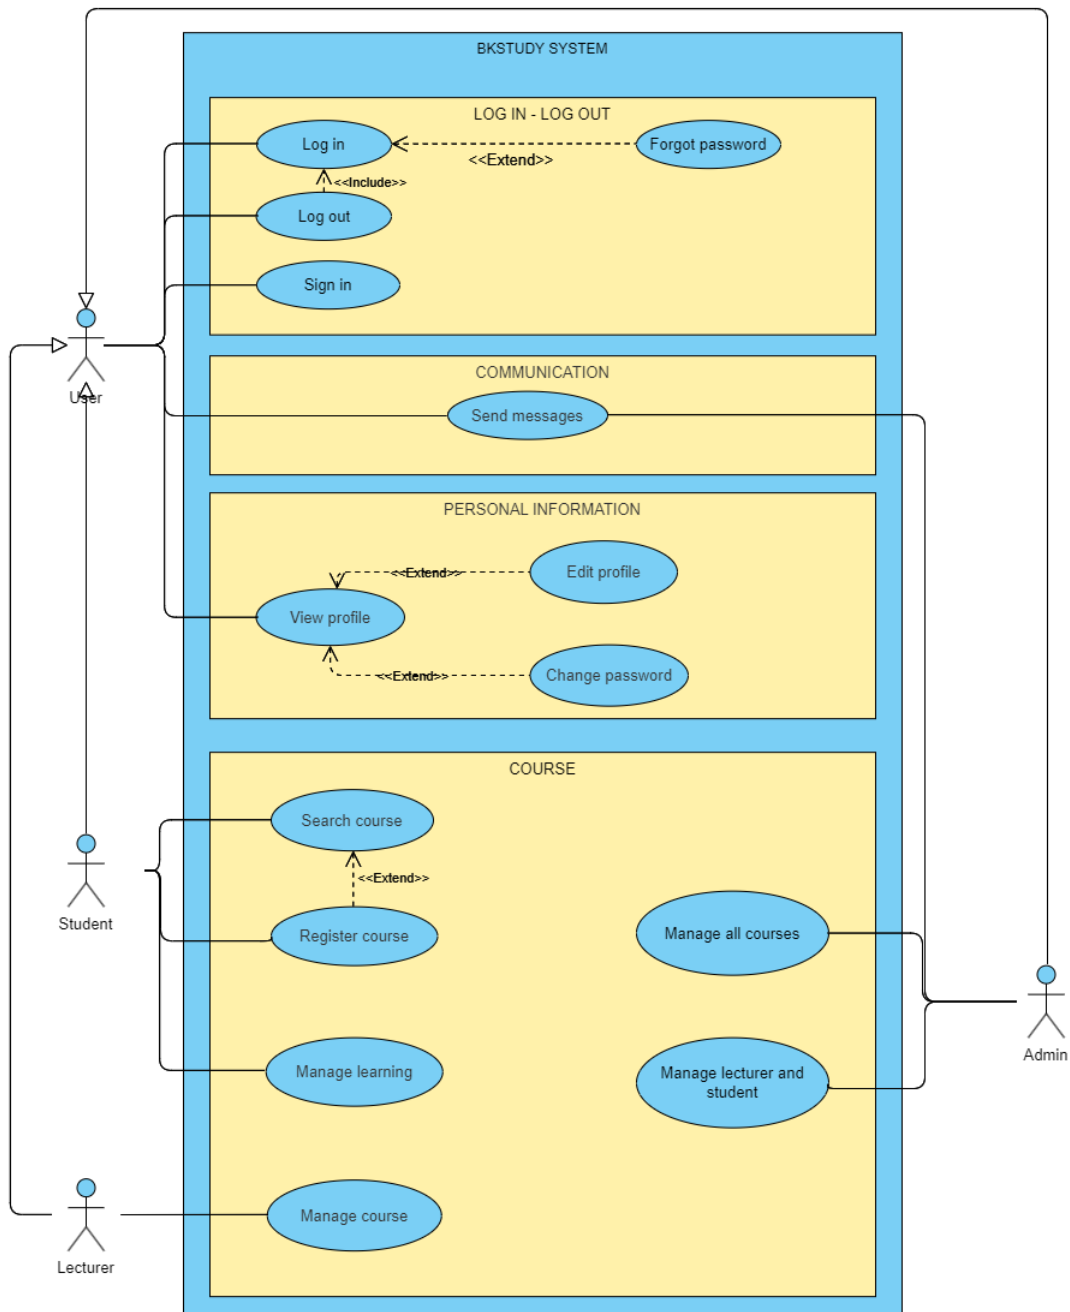 BKSTUDY SYSTEM
LOG IN - LOG OUT
Log in
Forgot password
<<Extend>>
<<Include>>
Log out
Sign in
User
COMMUNICATION
Send messages
PERSONAL INFORMATION
<<Extend>>
Edit profile
View profile
<<Extend>>
Change password
COURSE
Search course
<<Extend>>
Student
Register course
Manage all courses
Admin
Manage learning
Manage lecturer and
student
Manage course
Lecturer